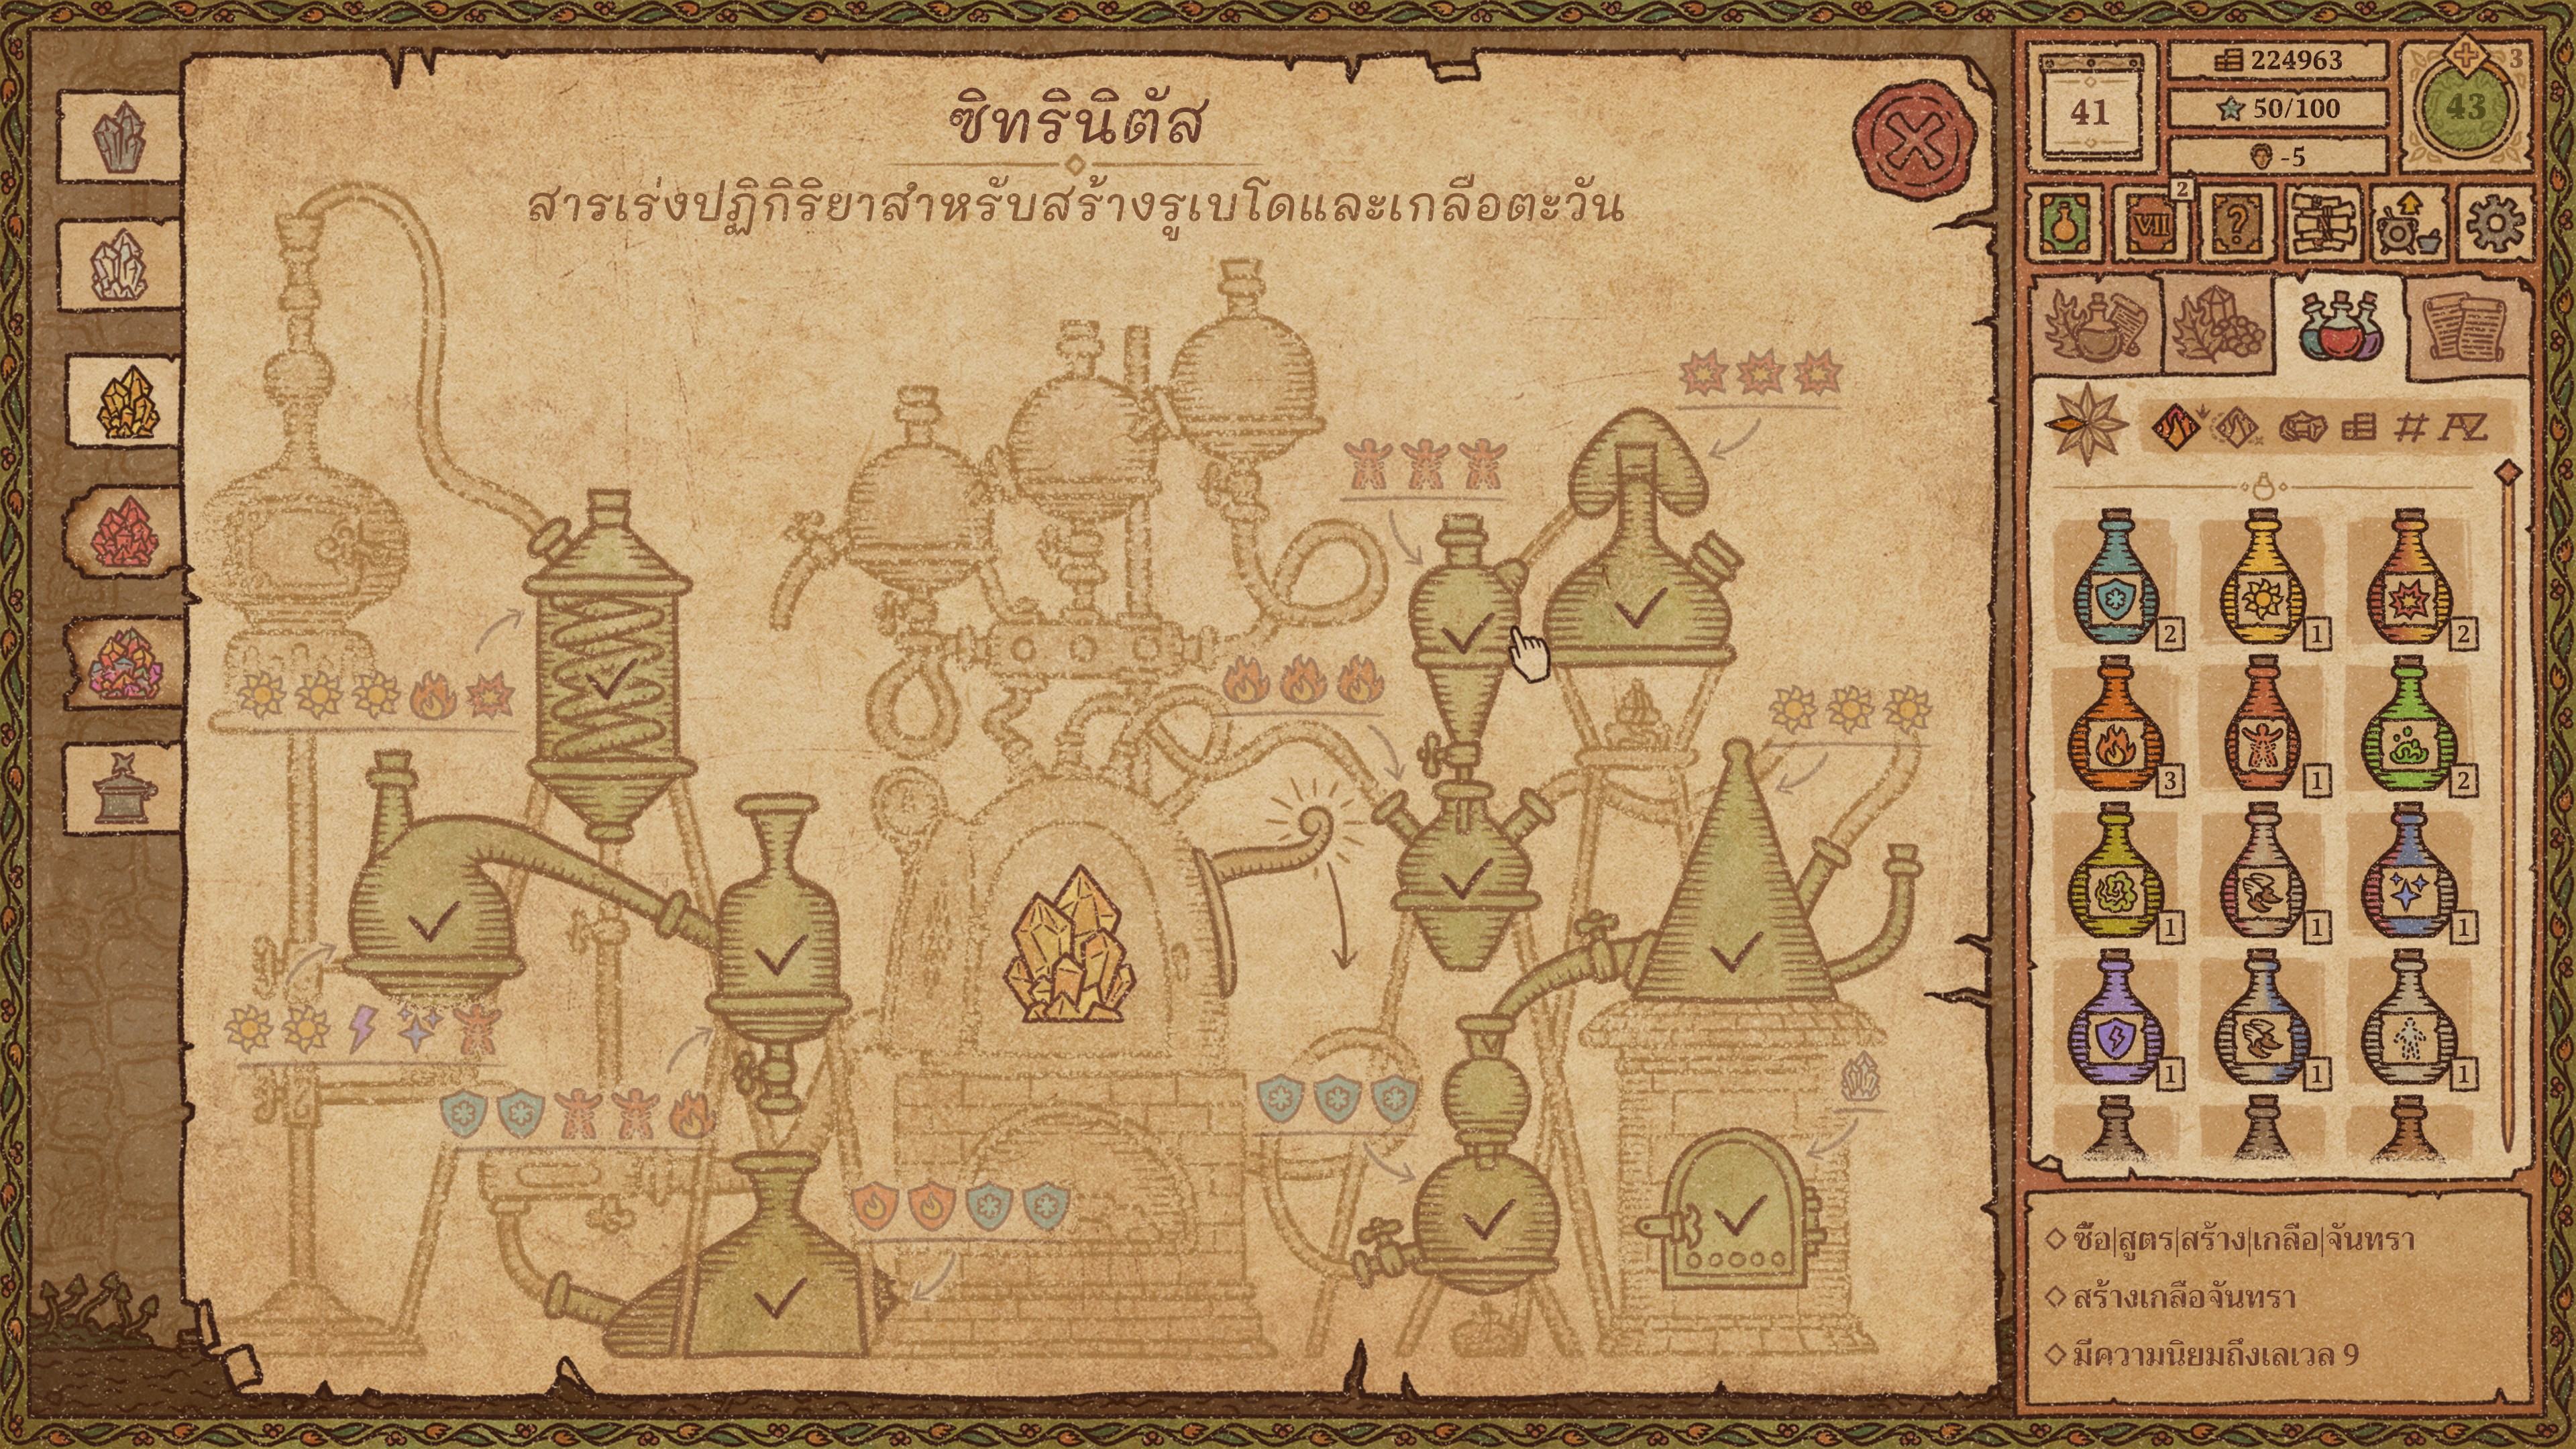 ซิทรินิตัส
สารเร่งปฏิกิริยาสำหรับสร้างรูเบโดและเกลือตะวัน
41
224963
50/100
-5
3
43
VII
2
?
# AZ
2
1
2
3
1
2
1
1
1
1
1
1
ซื้อ|สูตร|สร้าง|เกลือ|จันทรา
สร้างเกลือจันทรา
มีความนิยมถึงเลเวล 9